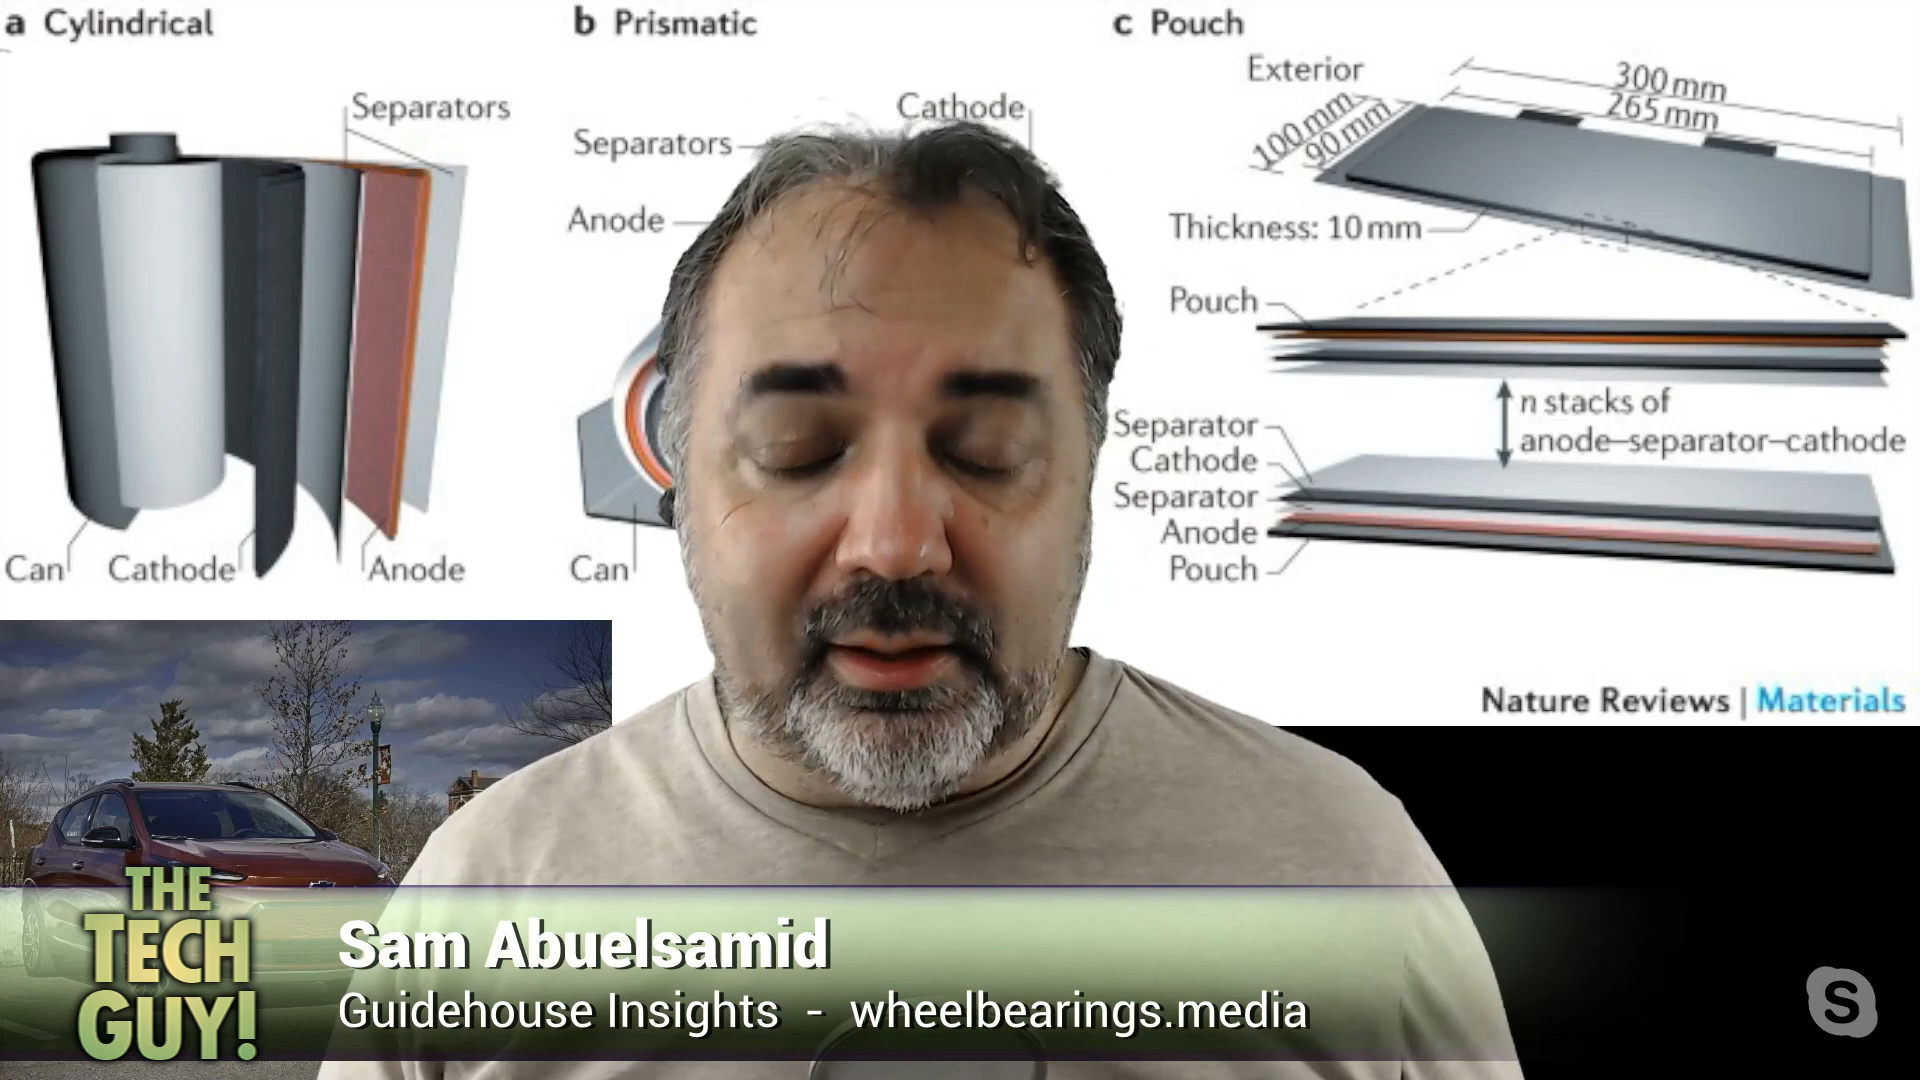 a Cylindrical
Separators
Can
Cathode
Anode
b Prismatic
Cathode
Separators
Anode
Can
c Pouch
Exterior
300 mm
265 mm
100 mm
90 mm
Thickness: 10 mm
Pouch
n stacks of
anode–separator–cathode
Separator
Cathode
Separator
Anode
Pouch
Nature Reviews | Materials
THE
TECH
GUY!
Sam Abuelsamid
Guidehouse Insights - wheelbearings.media
S